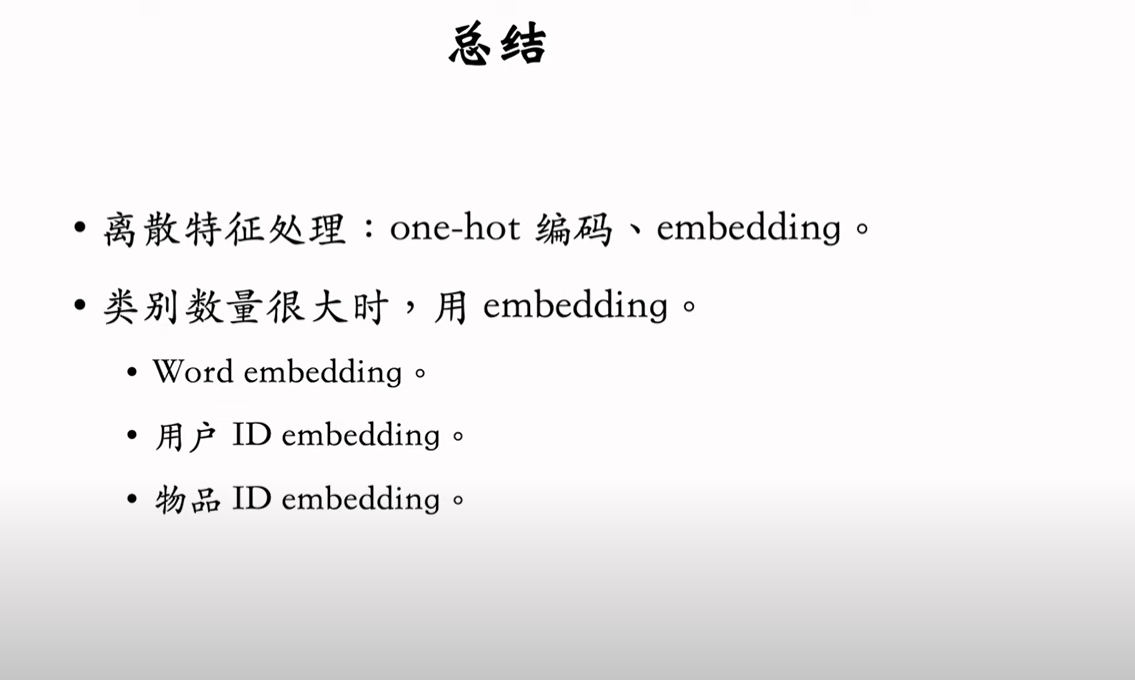 总结
• 离散特征处理：one-hot 编码、embedding。
• 类别数量很大时，用 embedding。
• Word embedding。
• 用户 ID embedding。
• 物品 ID embedding。